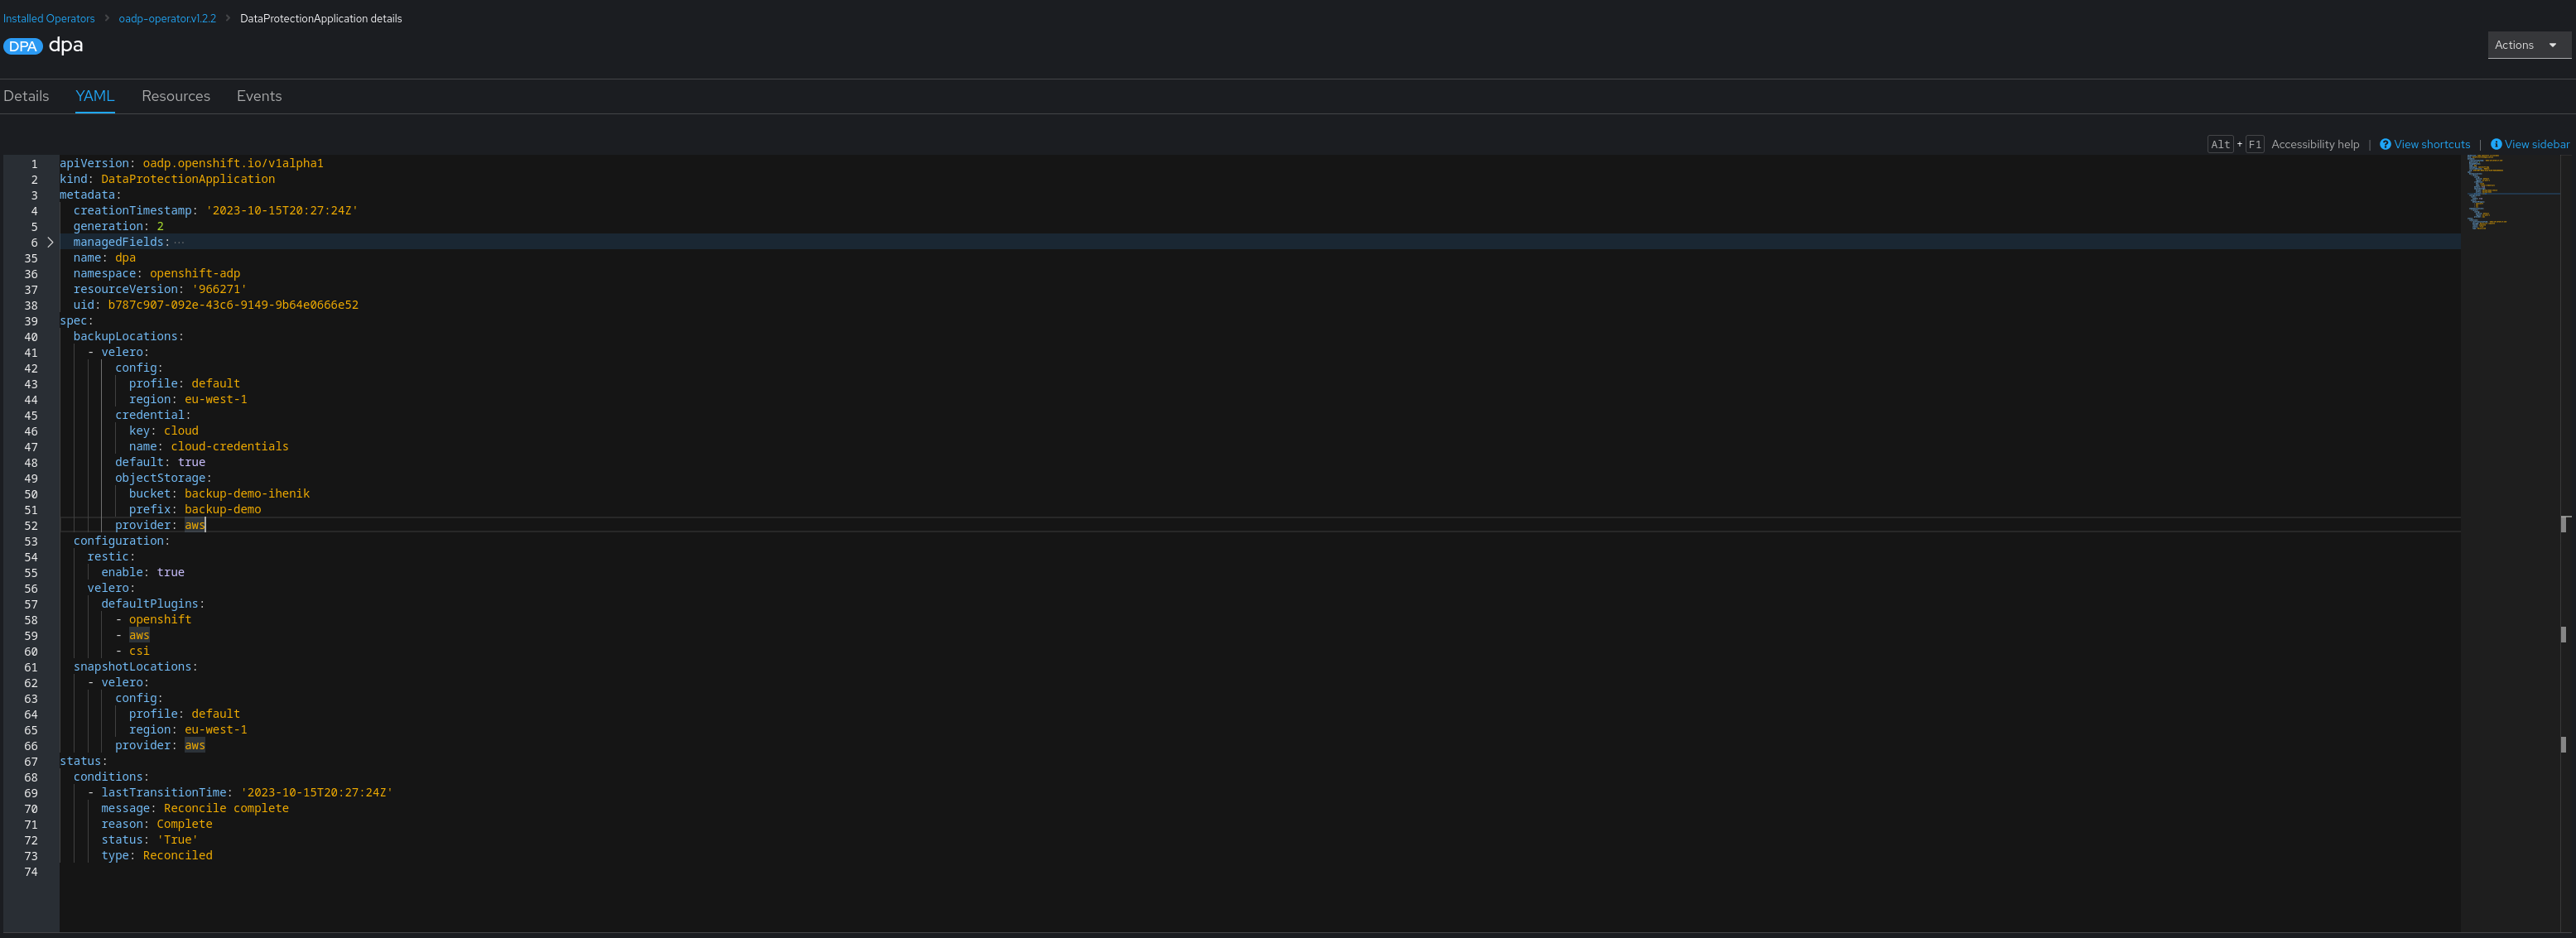 Installed Operators > oadp-operator.v1.2.2 > DataProtectionApplication details
DPA dpa
Actions
Details YAML Resources Events
Alt + F1 Accessibility help | View shortcuts | View sidebar
1 apiVersion: oadp.openshift.io/v1alpha1
2 kind: DataProtectionApplication
3 metadata:
4 creationTimestamp: '2023-10-15T20:27:24Z'
5 generation: 2
6 managedFields: ...
35 name: dpa
36 namespace: openshift-adp
37 resourceVersion: '966271'
38 uid: b787c907-092e-43c6-9149-9b64e0666e52
39 spec:
40 backupLocations:
41 - velero:
42 config:
43 profile: default
44 region: eu-west-1
45 credential:
46 key: cloud
47 name: cloud-credentials
48 default: true
49 objectStorage:
50 bucket: backup-demo-ihenik
51 prefix: backup-demo
52 provider: aws
53 configuration:
54 restic:
55 enable: true
56 velero:
57 defaultPlugins:
58 - openshift
59 - aws
60 - csi
61 snapshotLocations:
62 - velero:
63 config:
64 profile: default
65 region: eu-west-1
66 provider: aws
67 status:
68 conditions:
69 - lastTransitionTime: '2023-10-15T20:27:24Z'
70 message: Reconcile complete
71 reason: Complete
72 status: 'True'
73 type: Reconciled
74